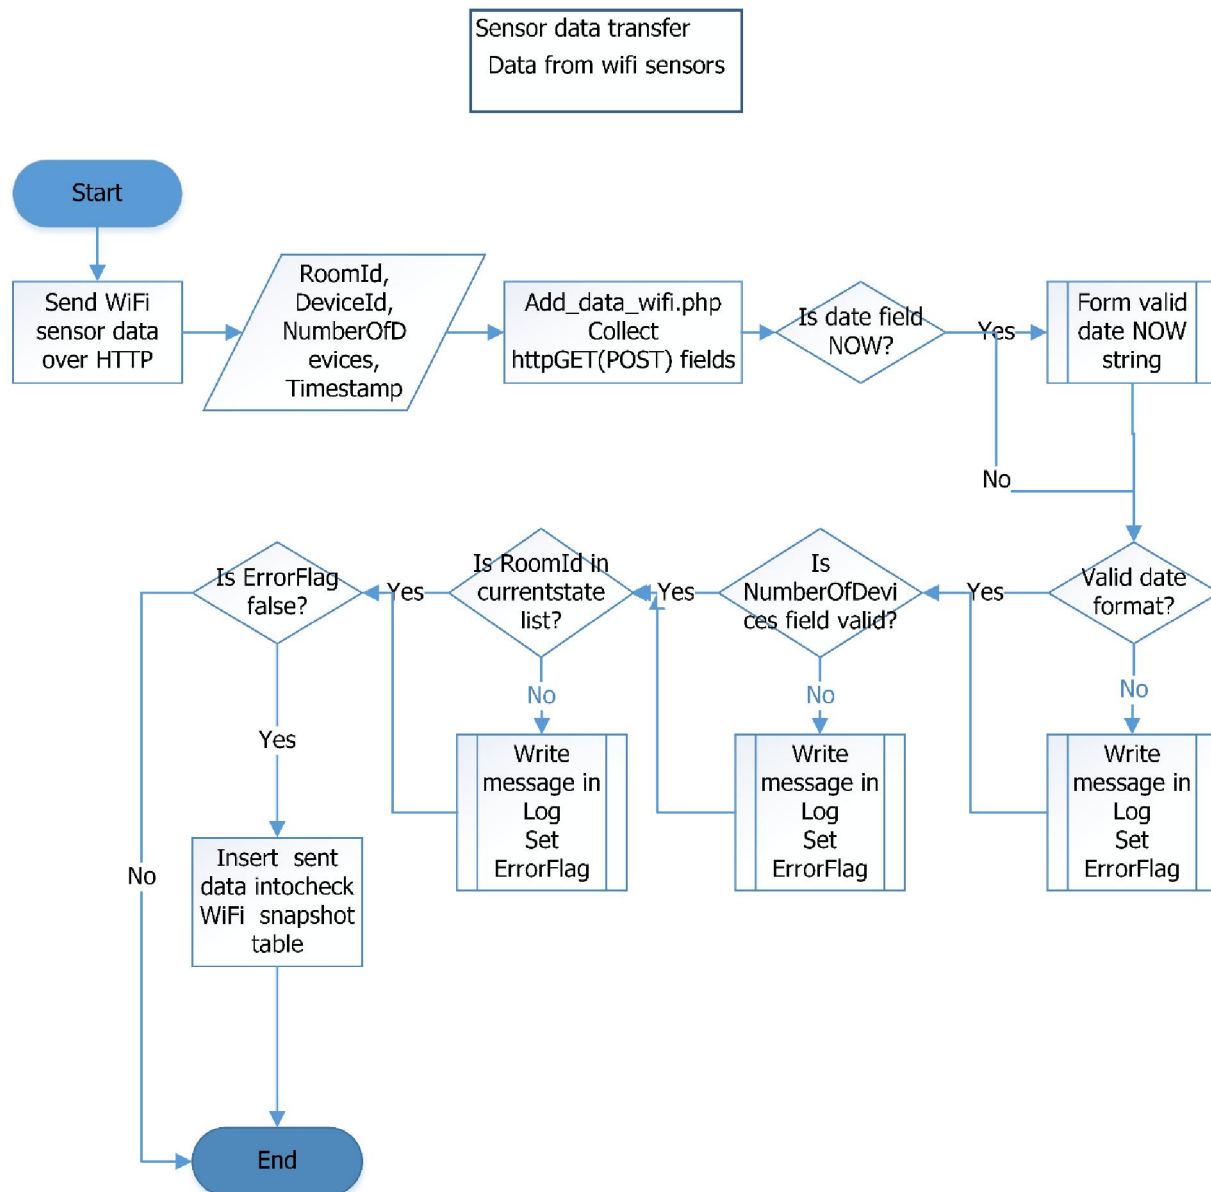 Sensor data transfer
Data from wifi sensors
Start
Send WiFi
sensor data
over HTTP
RoomId,
DeviceId,
NumberOfD
evices,
Timestamp
Add_data_wifi.php
Collect
httpGET(POST) fields
Is date field
NOW?
Yes
Form valid
date NOW
string
No
Is ErrorFlag
false?
Yes
Is RoomId in
currentstate
list?
Yes
Is
NumberOfDevi
ces field valid?
Yes
Valid date
format?
No
No
No
Yes
Write
message in
Log
Set
ErrorFlag
Write
message in
Log
Set
ErrorFlag
Write
message in
Log
Set
ErrorFlag
No
Insert sent
data intocheck
WiFi snapshot
table
End